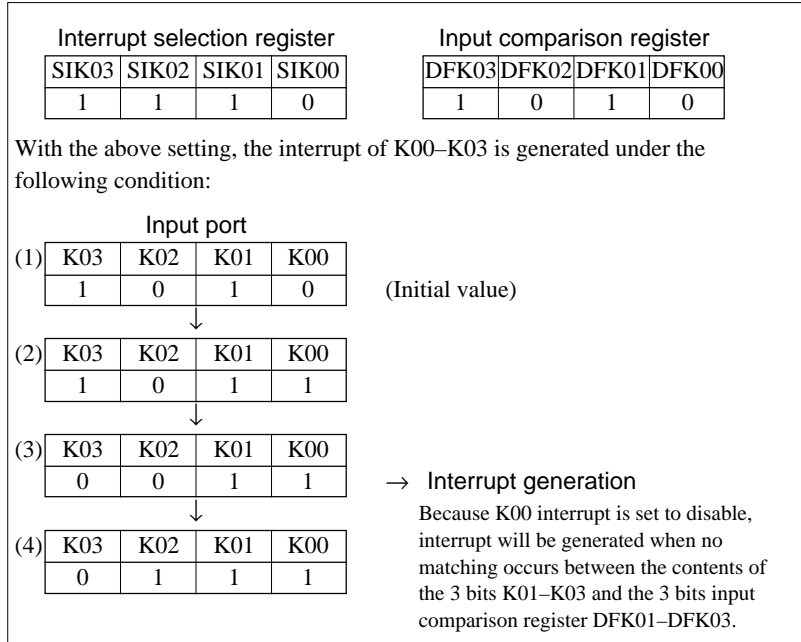 Interrupt selection register
SIK03 SIK02 SIK01 SIK00
1 1 1 0
Input comparison register
DFK03 DFK02 DFK01 DFK00
1 0 1 0
With the above setting, the interrupt of K00–K03 is generated under the
following condition:
Input port
(1) K03 K02 K01 K00
1 0 1 0 (Initial value)
↓
(2) K03 K02 K01 K00
1 0 1 1
↓
(3) K03 K02 K01 K00
0 0 1 1 → Interrupt generation
↓
Because K00 interrupt is set to disable,
interrupt will be generated when no
matching occurs between the contents of
the 3 bits K01–K03 and the 3 bits input
comparison register DFK01–DFK03.
(4) K03 K02 K01 K00
0 1 1 1